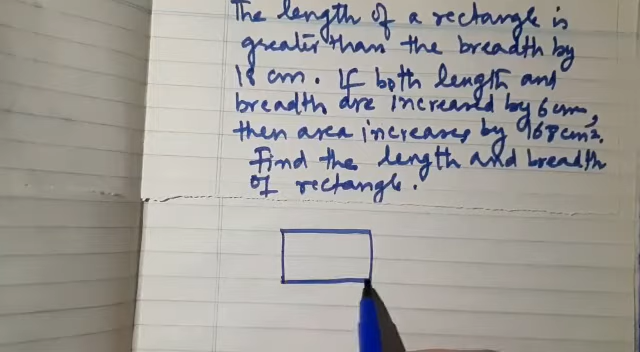 The length of a rectangle is
greater than the breadth by
18 cm. If both length and
breadth are increased by 6 cm,
then area increases by 168 cm².
Find the length and breadth
of rectangle.